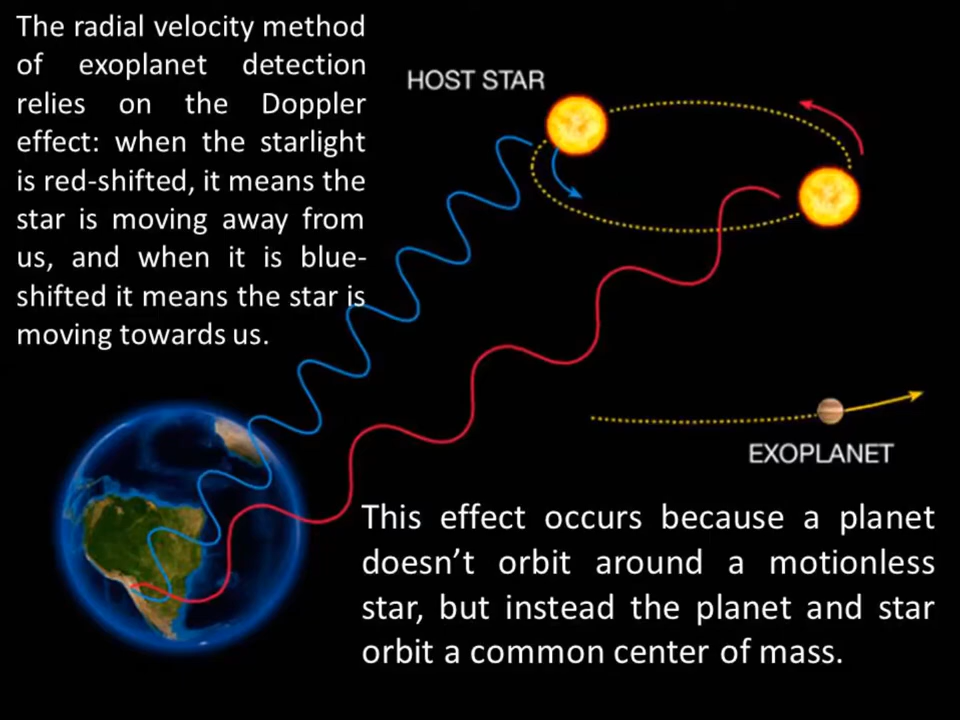 The radial velocity method
of exoplanet detection
relies on the Doppler
effect: when the starlight
is red-shifted, it means the
star is moving away from
us, and when it is blue-
shifted it means the star is
moving towards us.
HOST STAR
EXOPLANET
This effect occurs because a planet
doesn’t orbit around a motionless
star, but instead the planet and star
orbit a common center of mass.